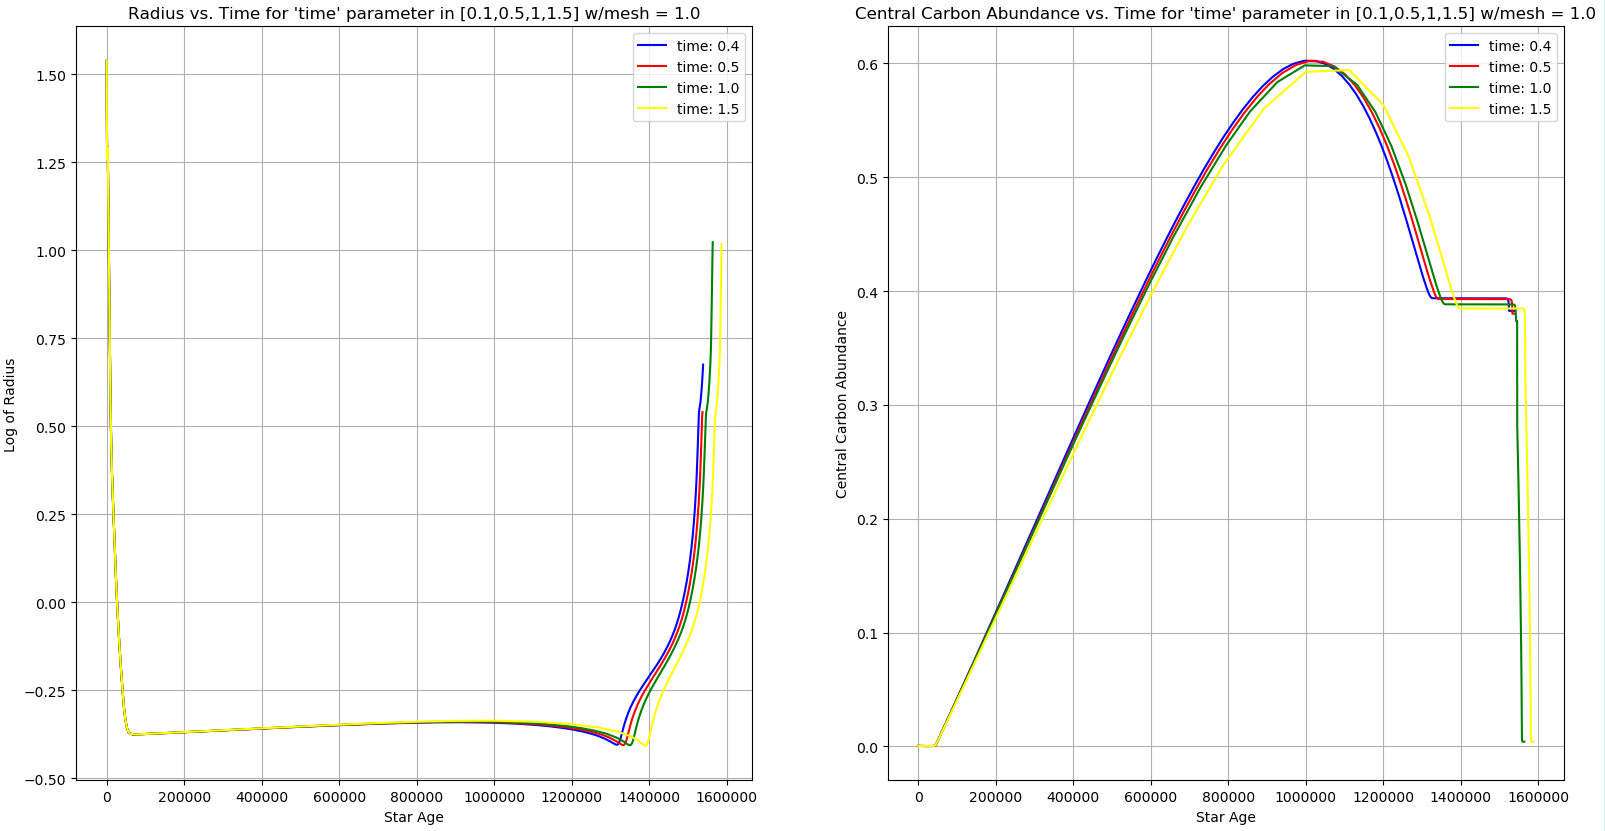 Radius vs. Time for 'time' parameter in [0.1,0.5,1,1.5] w/mesh = 1.0
time: 0.4
time: 0.5
time: 1.0
time: 1.5
1.50
1.25
1.00
0.75
0.50
0.25
0.00
−0.25
−0.50
Log of Radius
0 200000 400000 600000 800000 1000000 1200000 1400000 1600000
Star Age
Central Carbon Abundance vs. Time for 'time' parameter in [0.1,0.5,1,1.5] w/mesh = 1.0
time: 0.4
time: 0.5
time: 1.0
time: 1.5
0.6
0.5
0.4
0.3
0.2
0.1
0.0
Central Carbon Abundance
0 200000 400000 600000 800000 1000000 1200000 1400000 1600000
Star Age